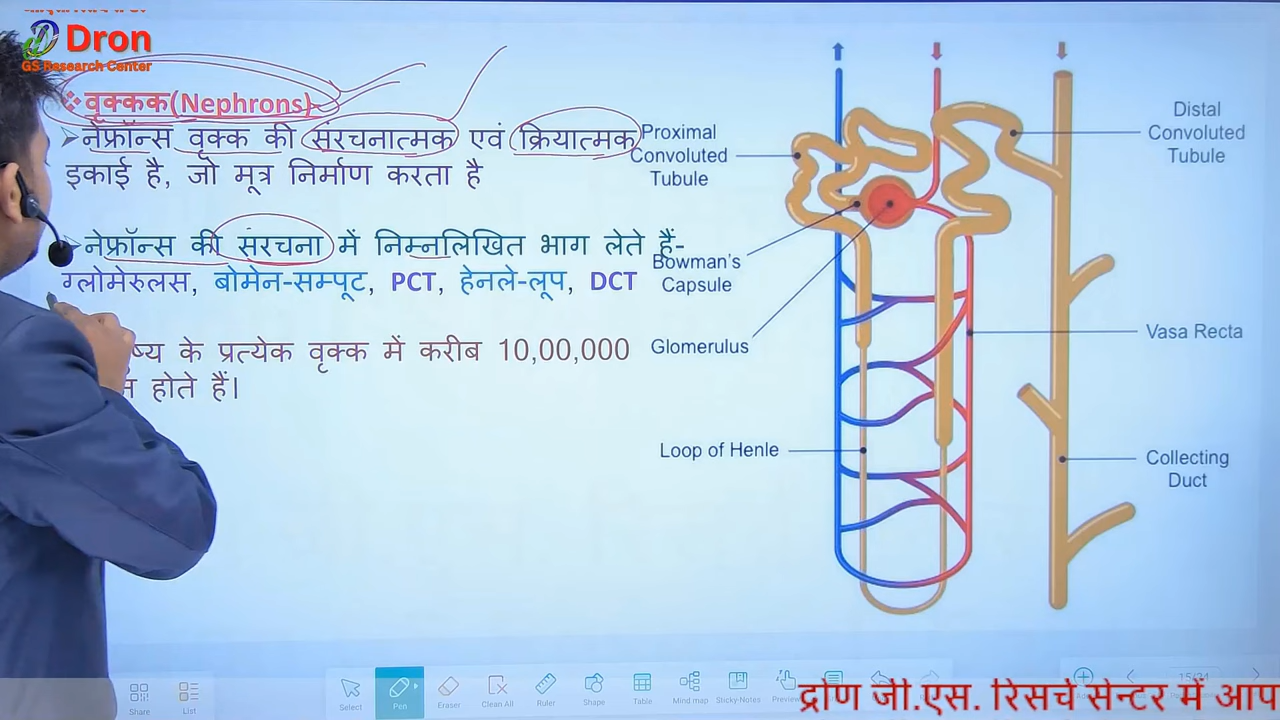 Dron
GS Research Center
वृक्कक(Nephrons)
नेफ्रॉन्स वृक्क की संरचनात्मक एवं क्रियात्मक
इकाई है, जो मूत्र निर्माण करता है
नेफ्रॉन्स की संरचना में निम्नलिखित भाग लेते हैं-
ग्लोमेरुलस, बोमेन-सम्पूट, PCT, हेनले-लूप, DCT
के प्रत्येक वृक्क में करीब 10,00,000
होते हैं।
Proximal
Convoluted
Tubule
Bowman's
Capsule
Glomerulus
Loop of Henle
Distal
Convoluted
Tubule
Vasa Recta
Collecting
Duct
Share
List
Select
Pen
Eraser
Clean All
Ruler
Shape
Table
Mind map
Sticky-Notes
Preview
द्रोण जी.एस. रिसर्च सेन्टर में आप